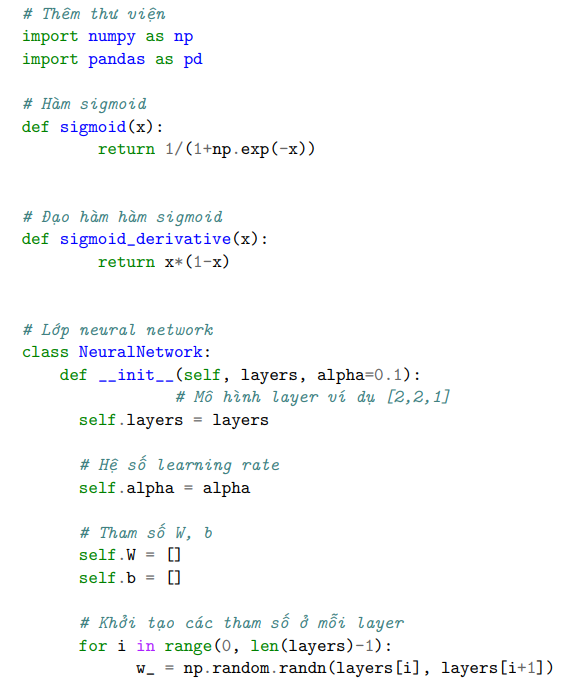 # Thêm thư viện
import numpy as np
import pandas as pd
# Hàm sigmoid
def sigmoid(x):
return 1/(1+np.exp(-x))
# Đạo hàm hàm sigmoid
def sigmoid_derivative(x):
return x*(1-x)
# Lớp neural network
class NeuralNetwork:
def __init__(self, layers, alpha=0.1):
# Mô hình layer ví dụ [2,2,1]
self.layers = layers
# Hệ số learning rate
self.alpha = alpha
# Tham số W, b
self.W = []
self.b = []
# Khởi tạo các tham số ở mỗi layer
for i in range(0, len(layers)-1):
w_ = np.random.randn(layers[i], layers[i+1])